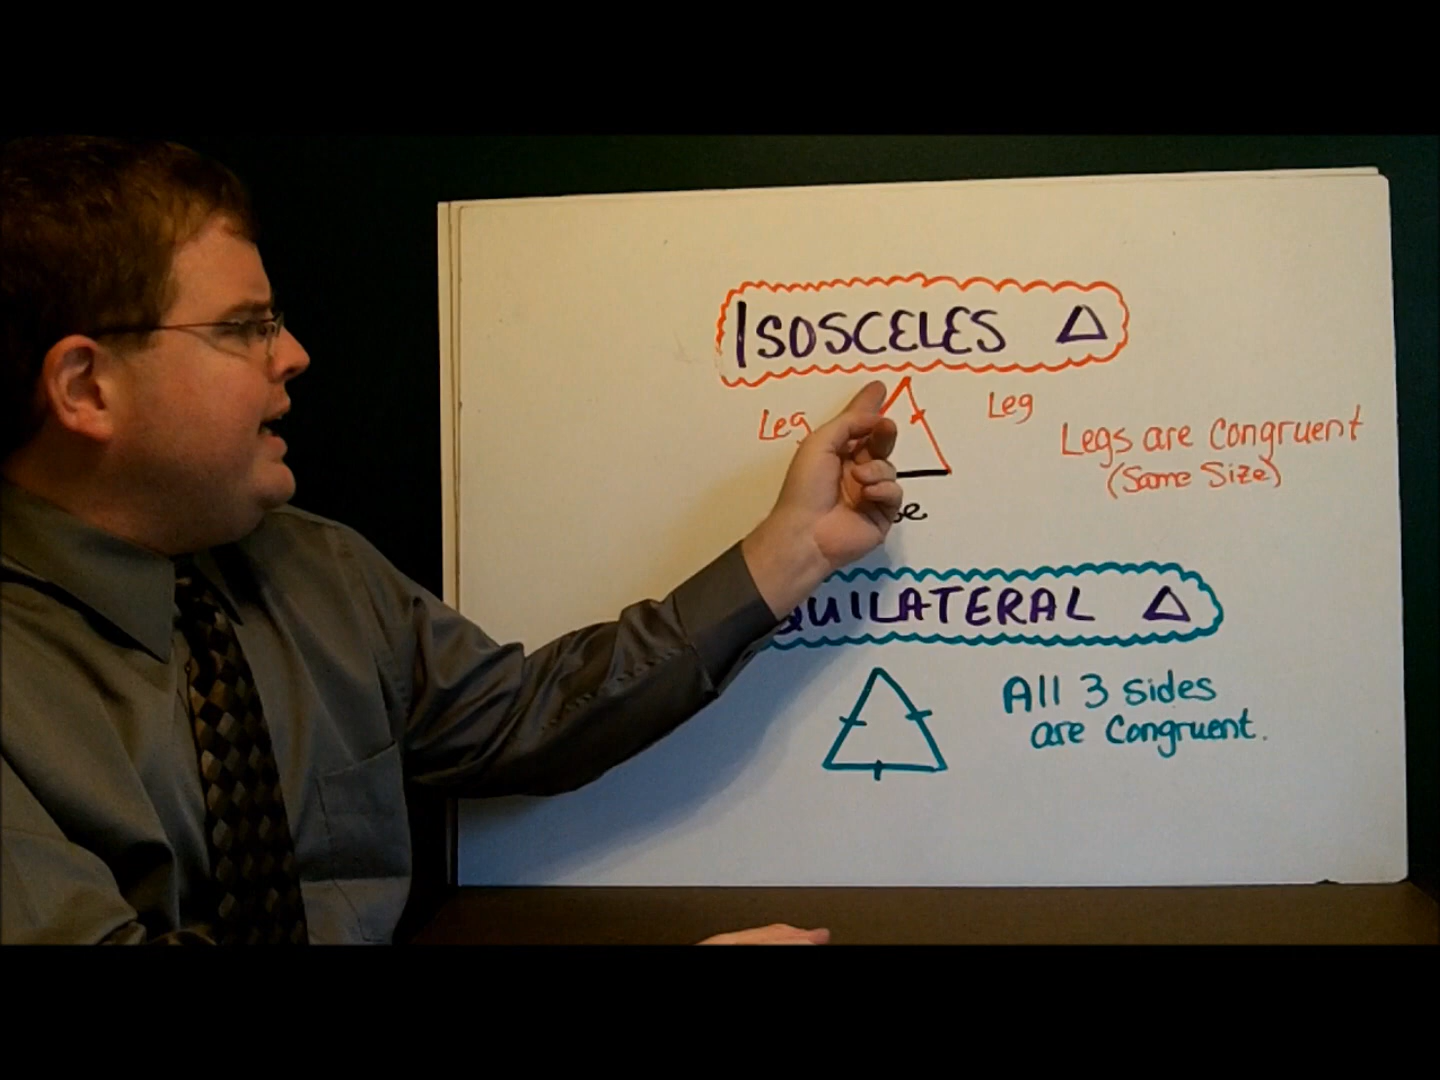 ISOSCELES △
Leg
Leg
Legs are congruent
(Same Size)
QUILATERAL △
All 3 sides
are congruent.